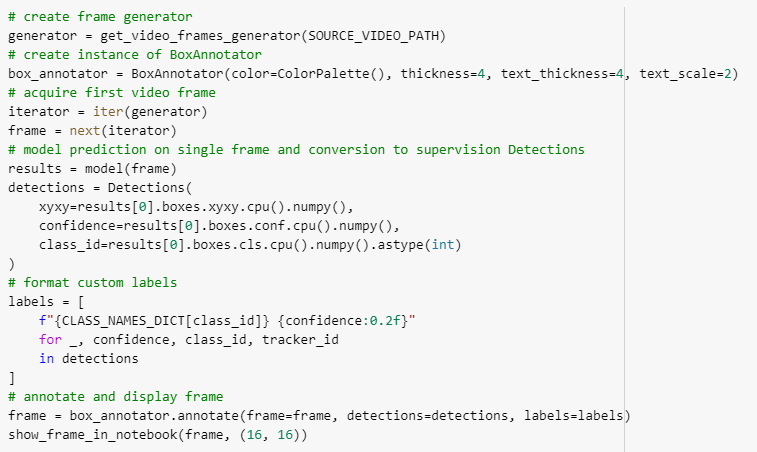 # create frame generator
generator = get_video_frames_generator(SOURCE_VIDEO_PATH)
# create instance of BoxAnnotator
box_annotator = BoxAnnotator(color=ColorPalette(), thickness=4, text_thickness=4, text_scale=2)
# acquire first video frame
iterator = iter(generator)
frame = next(iterator)
# model prediction on single frame and conversion to supervision Detections
results = model(frame)
detections = Detections(
    xyxy=results[0].boxes.xyxy.cpu().numpy(),
    confidence=results[0].boxes.conf.cpu().numpy(),
    class_id=results[0].boxes.cls.cpu().numpy().astype(int)
)
# format custom labels
labels = [
    f"{CLASS_NAMES_DICT[class_id]} {confidence:0.2f}"
    for _, confidence, class_id, tracker_id
    in detections
]
# annotate and display frame
frame = box_annotator.annotate(frame=frame, detections=detections, labels=labels)
show_frame_in_notebook(frame, (16, 16))